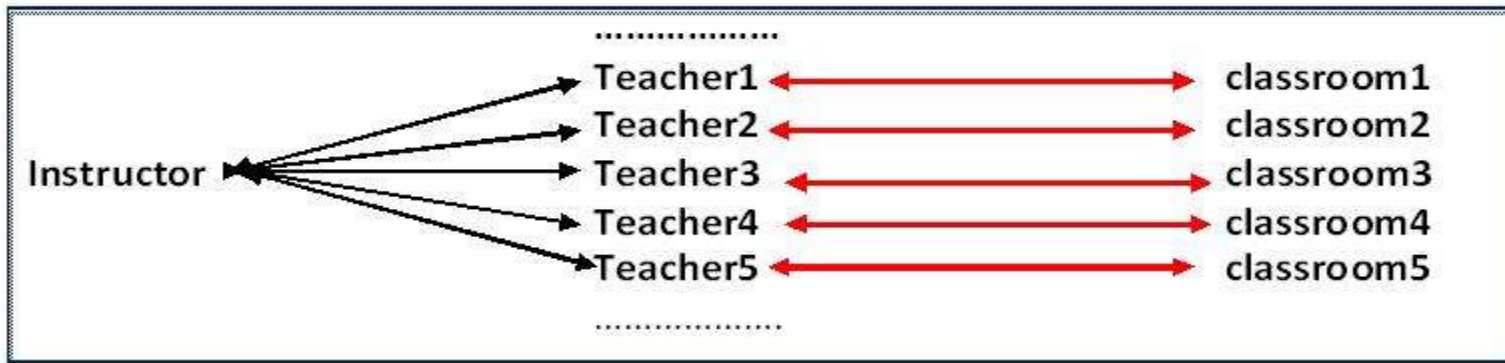 ..................
Teacher1 classroom1
Teacher2 classroom2
Instructor Teacher3 classroom3
Teacher4 classroom4
Teacher5 classroom5
..................